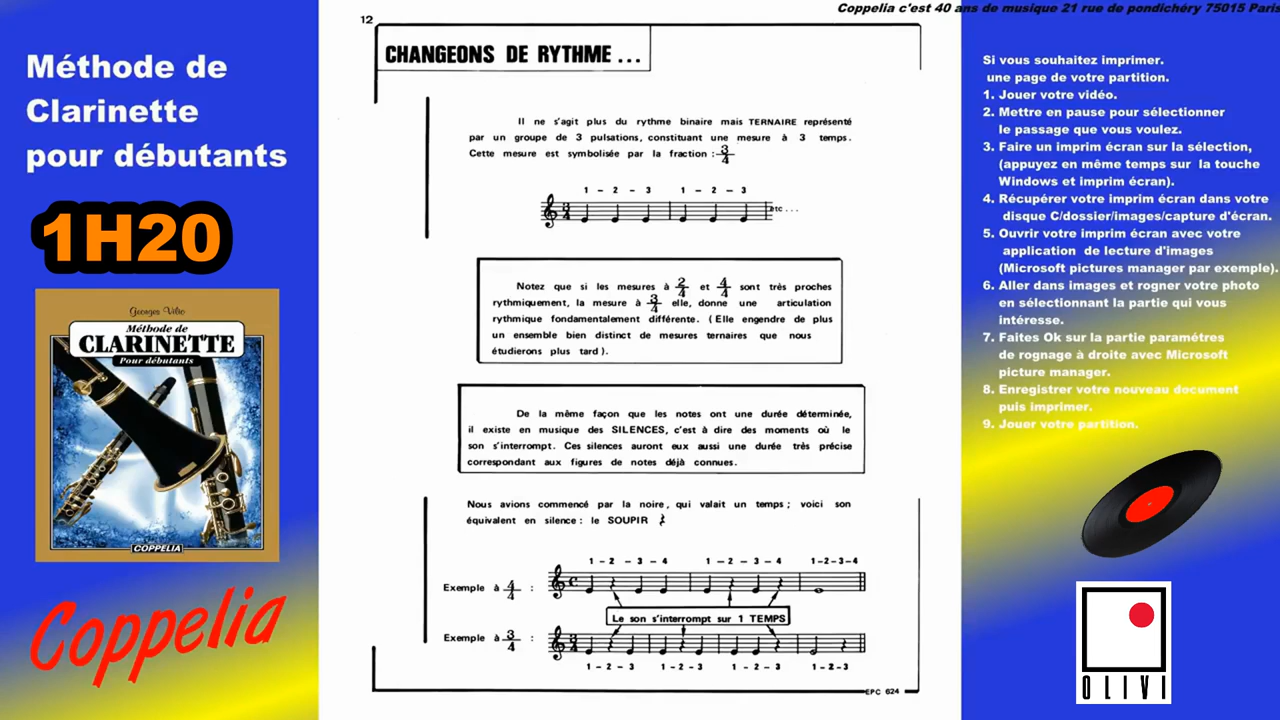 Coppelia c'est 40 ans de musique 21 rue de pondichéry 75015 Paris
Méthode de
Clarinette
pour débutants
1H20
Georges Vilio
Méthode de
CLARINETTE
Pour débutants
COPPELIA
Coppelia
12
CHANGEONS DE RYTHME ...
Il ne s'agit plus du rythme binaire mais TERNAIRE représenté
par un groupe de 3 pulsations, constituant une mesure à 3 temps.
Cette mesure est symbolisée par la fraction : 3/4
1 - 2 - 3 1 - 2 - 3
3/4 etc ...
Notez que si les mesures à 2/4 et 4/4 sont très proches
rythmiquement, la mesure à 3/4 elle, donne une articulation
rythmique fondamentalement différente. ( Elle engendre de plus
un ensemble bien distinct de mesures ternaires que nous
étudierons plus tard ).
De la même façon que les notes ont une durée déterminée,
il existe en musique des SILENCES, c'est à dire des moments où le
son s'interrompt. Ces silences auront eux aussi une durée très précise
correspondant aux figures de notes déjà connues.
Nous avions commencé par la noire, qui valait un temps ; voici son
équivalent en silence : le SOUPIR
1 - 2 - 3 - 4 1 - 2 - 3 - 4 1-2-3-4
Exemple à 4/4 :
Le son s'interrompt sur 1 TEMPS
Exemple à 3/4 : 3/4
1 - 2 - 3 1 - 2 - 3 1 - 2 - 3 1-2-3
EPC 624
Si vous souhaitez imprimer.
une page de votre partition.
1. Jouer votre vidéo.
2. Mettre en pause pour sélectionner
le passage que vous voulez.
3. Faire un imprim écran sur la sélection,
(appuyez en même temps sur la touche
Windows et imprim écran).
4. Récupérer votre imprim écran dans votre
disque C/dossier/images/capture d'écran.
5. Ouvrir votre imprim écran avec votre
application de lecture d'images
(Microsoft pictures manager par exemple).
6. Aller dans images et rogner votre photo
en sélectionnant la partie qui vous
intéresse.
7. Faites Ok sur la partie paramétres
de rognage à droite avec Microsoft
picture manager.
8. Enregistrer votre nouveau document
puis imprimer.
9. Jouer votre partition.
OLIVI